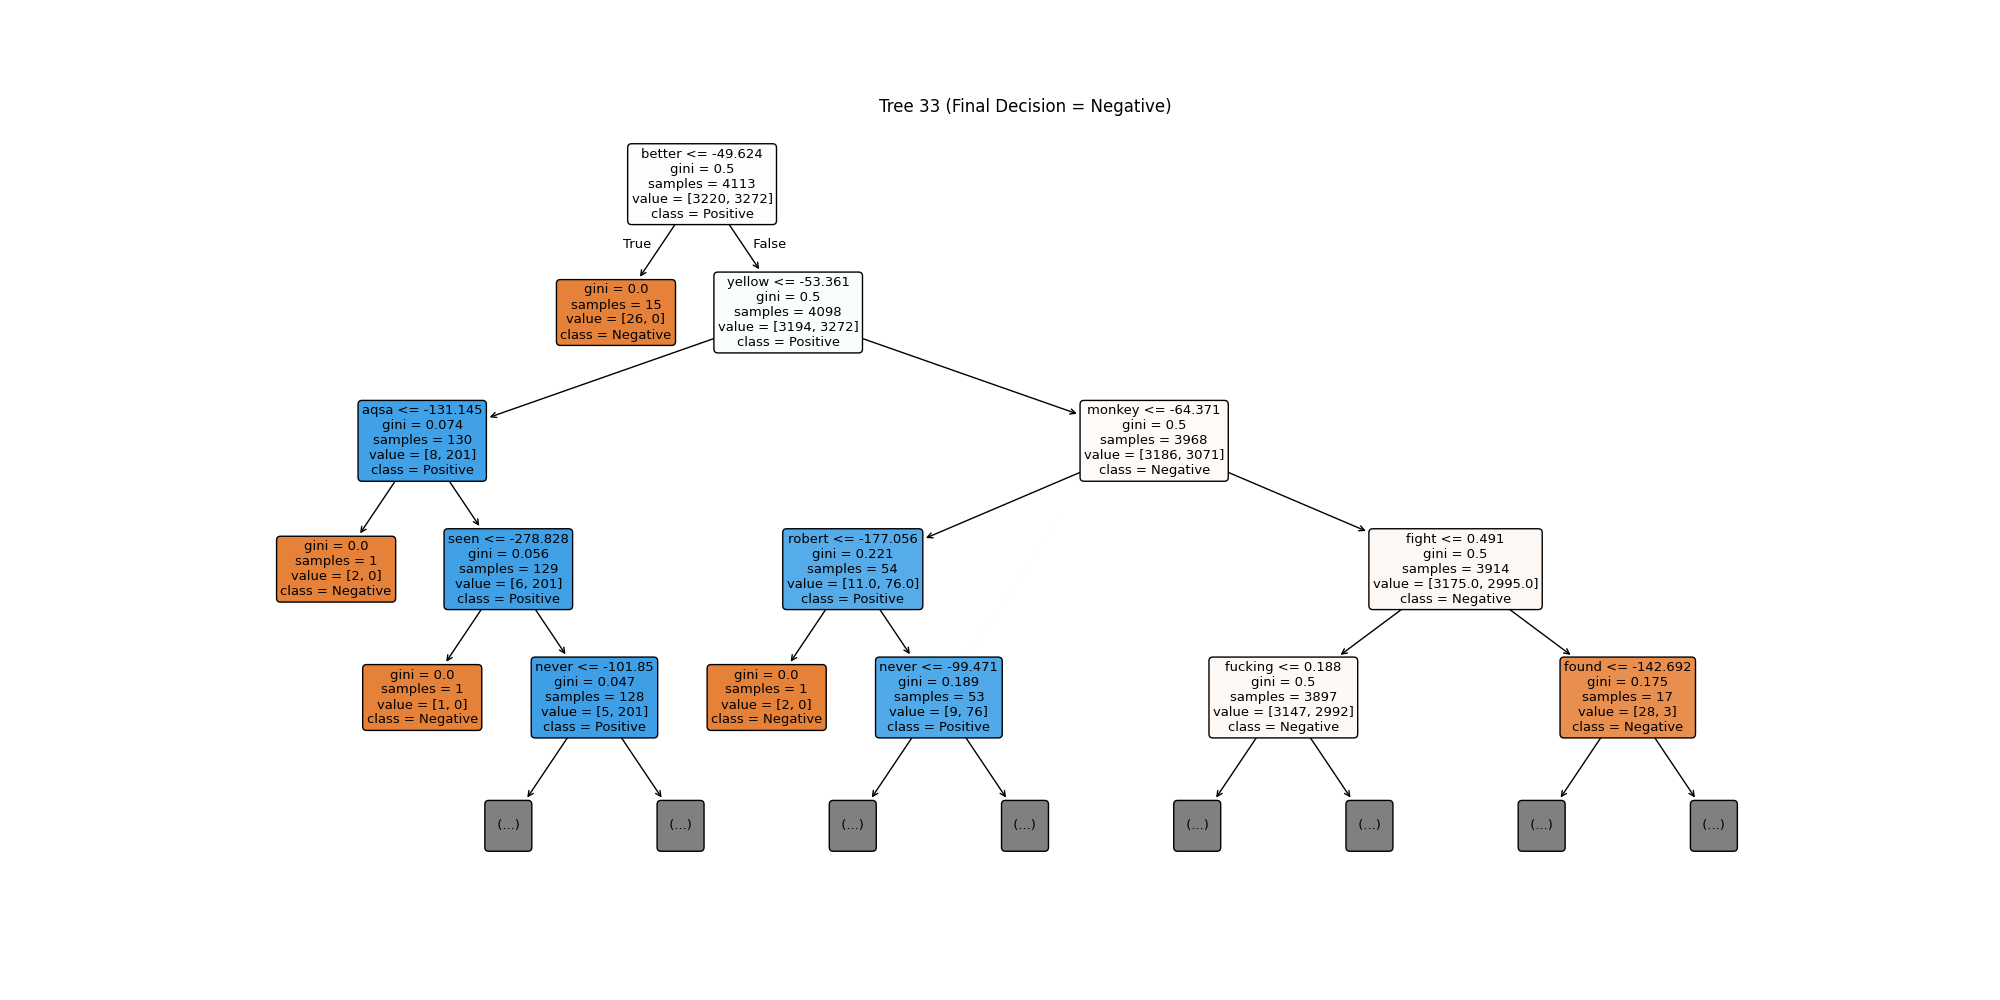 Tree 33 (Final Decision = Negative)
better <= -49.624
gini = 0.5
samples = 4113
value = [3220, 3272]
class = Positive
True
False
gini = 0.0
samples = 15
value = [26, 0]
class = Negative
yellow <= -53.361
gini = 0.5
samples = 4098
value = [3194, 3272]
class = Positive
aqsa <= -131.145
gini = 0.074
samples = 130
value = [8, 201]
class = Positive
monkey <= -64.371
gini = 0.5
samples = 3968
value = [3186, 3071]
class = Negative
gini = 0.0
samples = 1
value = [2, 0]
class = Negative
seen <= -278.828
gini = 0.056
samples = 129
value = [6, 201]
class = Positive
robert <= -177.056
gini = 0.221
samples = 54
value = [11.0, 76.0]
class = Positive
fight <= 0.491
gini = 0.5
samples = 3914
value = [3175.0, 2995.0]
class = Negative
gini = 0.0
samples = 1
value = [1, 0]
class = Negative
never <= -101.85
gini = 0.047
samples = 128
value = [5, 201]
class = Positive
gini = 0.0
samples = 1
value = [2, 0]
class = Negative
never <= -99.471
gini = 0.189
samples = 53
value = [9, 76]
class = Positive
fucking <= 0.188
gini = 0.5
samples = 3897
value = [3147, 2992]
class = Negative
found <= -142.692
gini = 0.175
samples = 17
value = [28, 3]
class = Negative
(...)
(...)
(...)
(...)
(...)
(...)
(...)
(...)